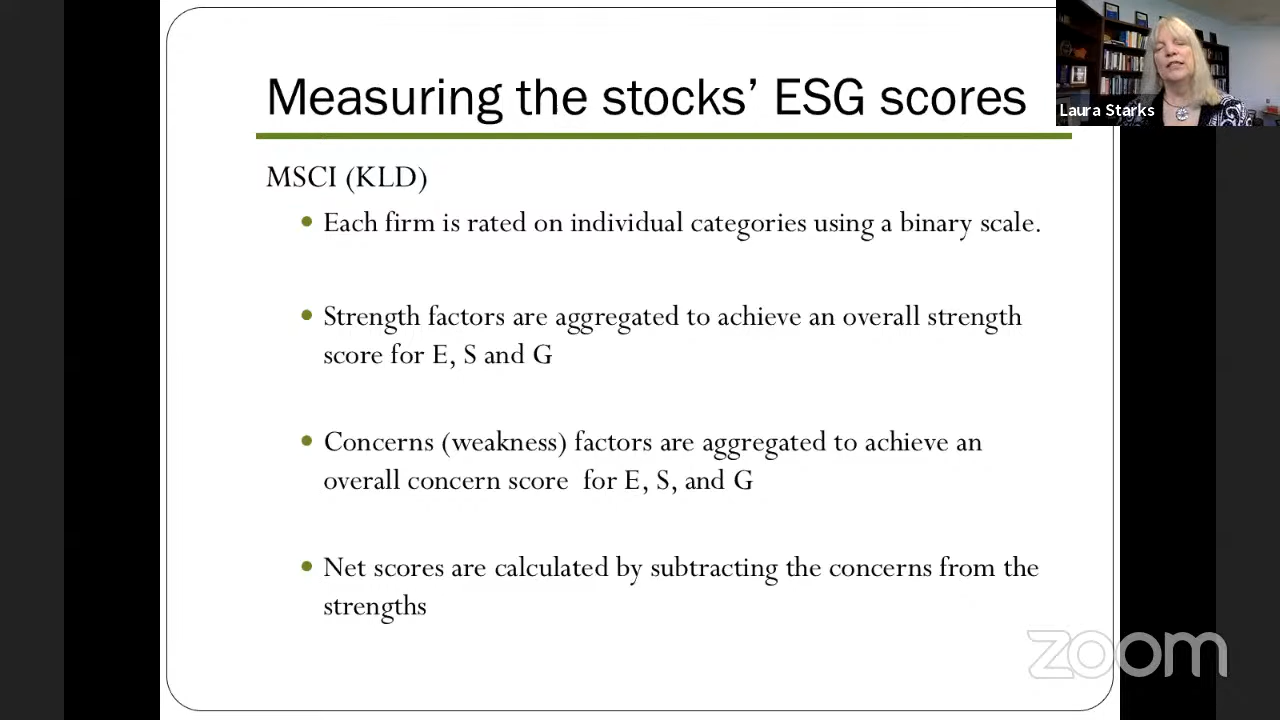 Measuring the stocks’ ESG scores
Laura Starks
MSCI (KLD)
• Each firm is rated on individual categories using a binary scale.
• Strength factors are aggregated to achieve an overall strength
score for E, S and G
• Concerns (weakness) factors are aggregated to achieve an
overall concern score  for E, S, and G
• Net scores are calculated by subtracting the concerns from the
strengths
zoom